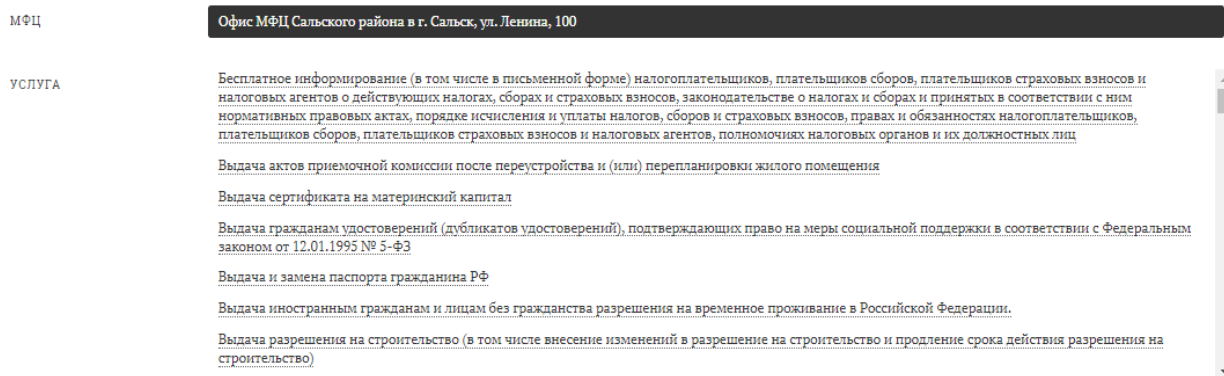 МФЦ
Офис МФЦ Сальского района в г. Сальск, ул. Ленина, 100
УСЛУГА
Бесплатное информирование (в том числе в письменной форме) налогоплательщиков, плательщиков сборов, плательщиков страховых взносов и
налоговых агентов о действующих налогах, сборах и страховых взносов, законодательстве о налогах и сборах и принятых в соответствии с ним
нормативных правовых актах, порядке исчисления и уплаты налогов, сборов и страховых взносов, правах и обязанностях налогоплательщиков,
плательщиков сборов, плательщиков страховых взносов и налоговых агентов, полномочиях налоговых органов и их должностных лиц
Выдача актов приемочной комиссии после переустройства и (или) перепланировки жилого помещения
Выдача сертификата на материнский капитал
Выдача гражданам удостоверений (дубликатов удостоверений), подтверждающих право на меры социальной поддержки в соответствии с Федеральным
законом от 12.01.1995 № 5-ФЗ
Выдача и замена паспорта гражданина РФ
Выдача иностранным гражданам и лицам без гражданства разрешения на временное проживание в Российской Федерации.
Выдача разрешения на строительство (в том числе внесение изменений в разрешение на строительство и продление срока действия разрешения на
строительство)